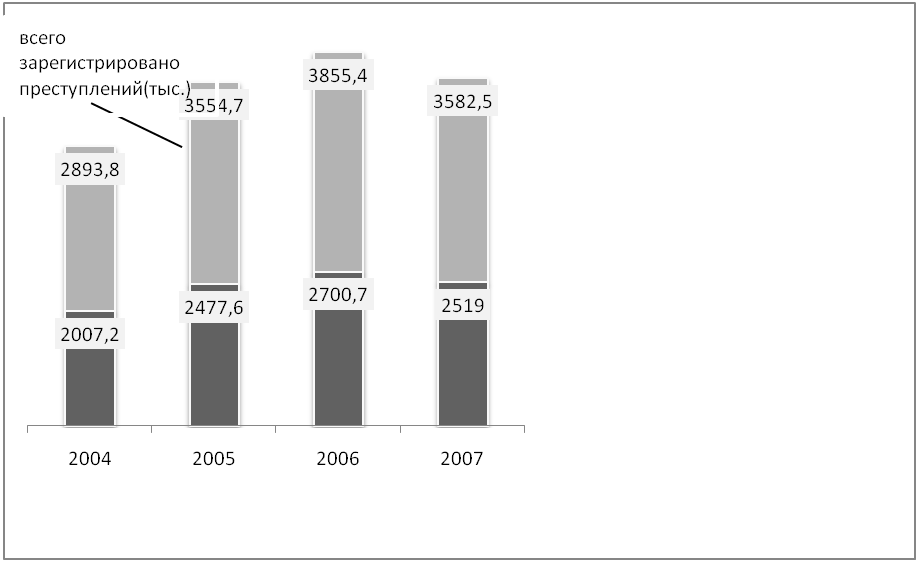 всего
зарегистрировано
преступлений(тыс.)
3855,4
3554,7
3582,5
2893,8
2700,7
2477,6
2519
2007,2
2004 2005 2006 2007